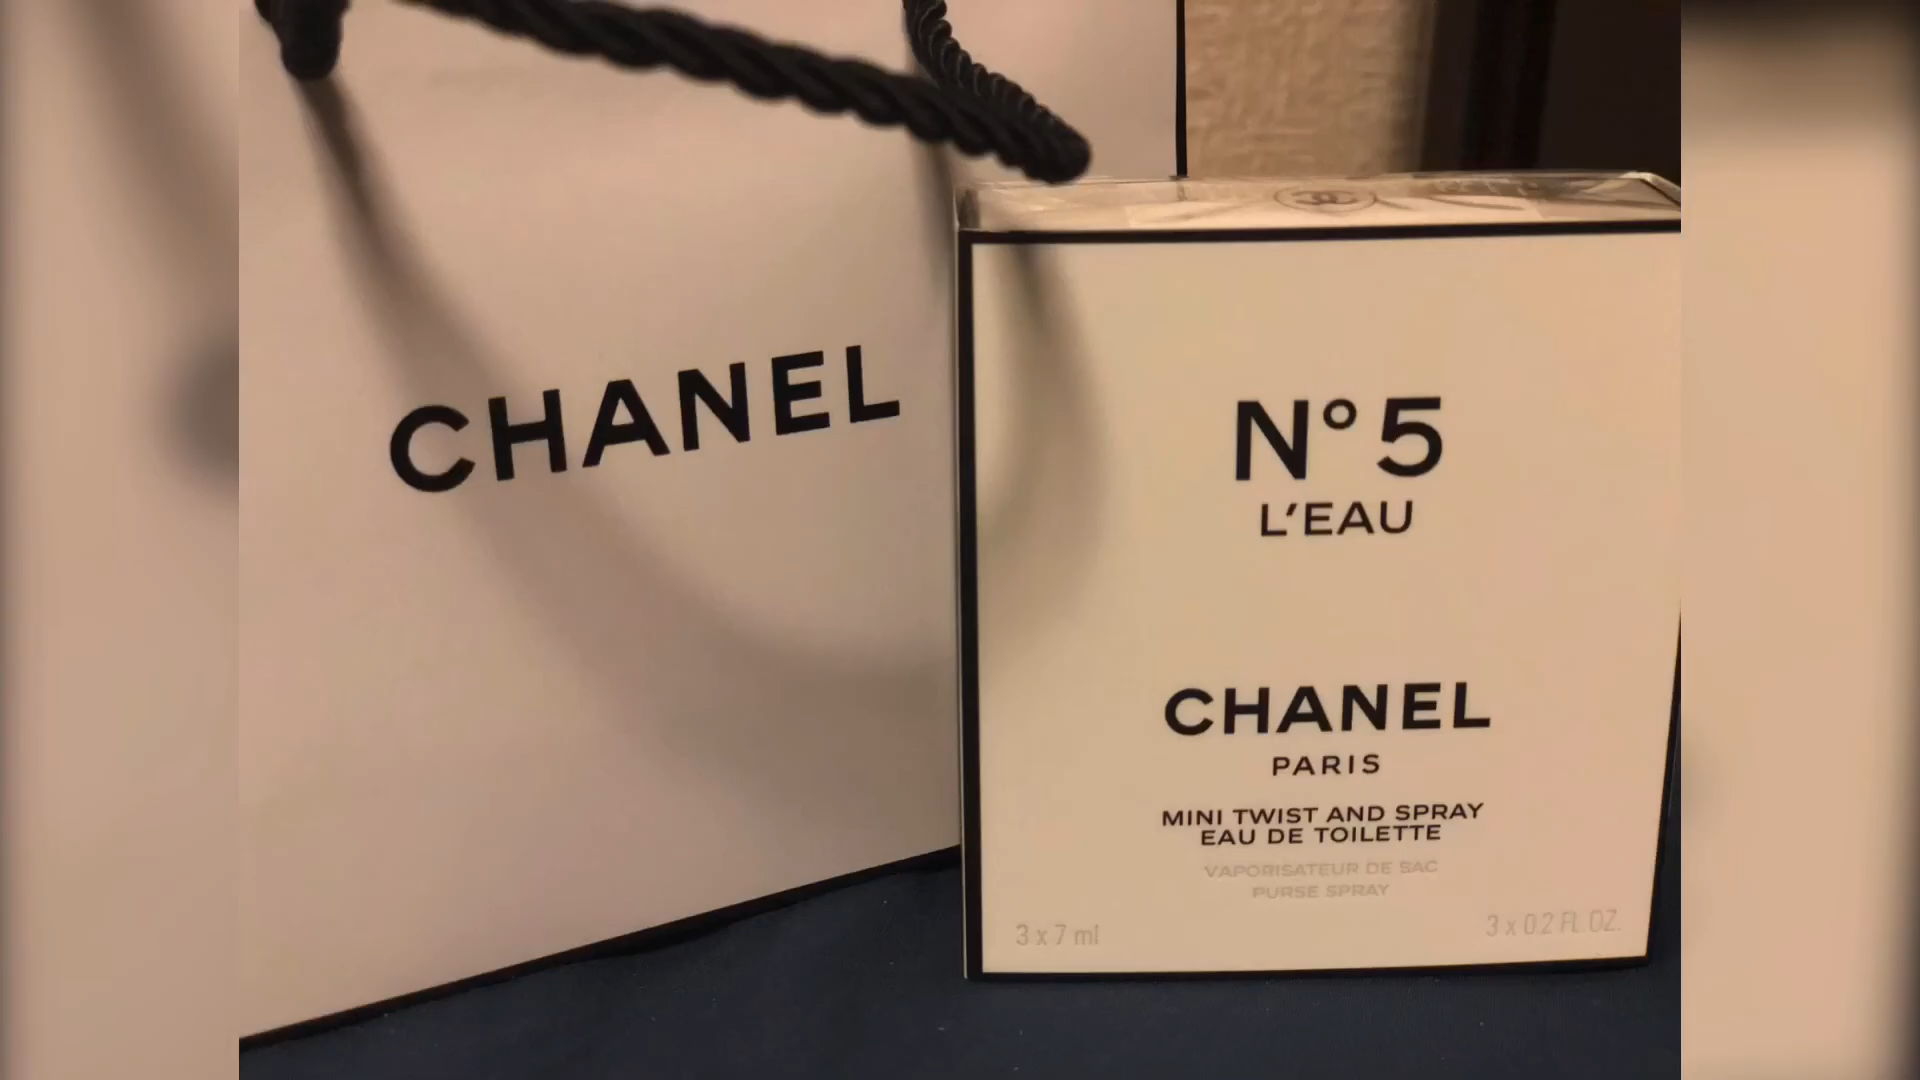 CHANEL
N°5
L'EAU
CHANEL
PARIS
MINI TWIST AND SPRAY
EAU DE TOILETTE
VAPORISATEUR DE SAC
PURSE SPRAY
3 x 7 ml
3 x 0.2 FL. OZ.